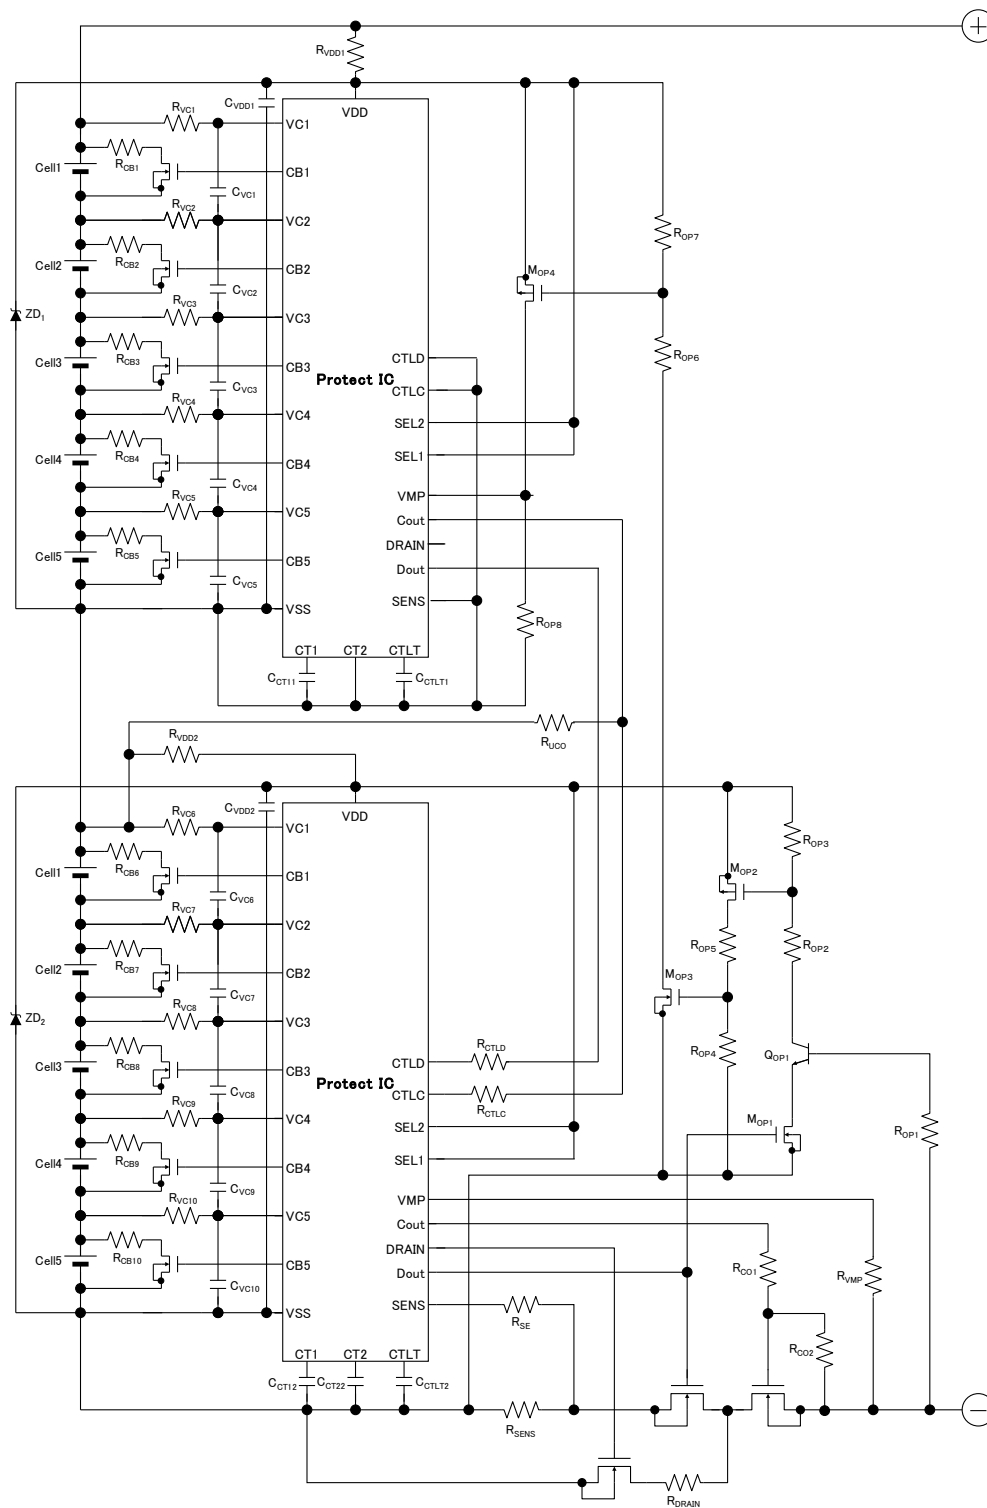 +
RVDD1
CVDD1
VDD
RVC1
VC1
Cell1
RCB1
CB1
CVC1
RVC2
VC2
ROP7
Cell2
RCB2
CB2
MOP4
CVC2
ZD1
RVC3
VC3
ROP6
Cell3
RCB3
CB3
CTLD
Protect IC
CVC3
CTLC
RVC4
VC4
SEL2
Cell4
RCB4
CB4
SEL1
CVC4
VMP
RVC5
VC5
Cout
DRAIN
Cell5
RCB5
CB5
Dout
CVC5
VSS
SENS
ROP8
CT1
CT2
CTLT
CCT11
CCTLT1
RVDD2
RUCO
CVDD2
VDD
RVC6
VC1
ROP3
Cell1
RCB6
CB1
MOP2
CVC6
RVC7
VC2
ROP5
ROP2
Cell2
RCB7
CB2
MOP3
CVC7
ZD2
RVC8
VC3
ROP4
QOP1
Cell3
RCB8
CB3
CTLD
RCTLD
Protect IC
CVC8
CTLC
RCTLC
RVC9
VC4
SEL2
MOP1
ROP1
Cell4
RCB9
CB4
SEL1
CVC9
VMP
RVC10
VC5
Cout
DRAIN
Cell5
RCB10
CB5
Dout
RCO1
RVMP
CVC10
VSS
SENS
RSE
RCO2
CT1
CT2
CTLT
CCT12
CCT22
CCTLT2
RSENS
−
RDRAIN